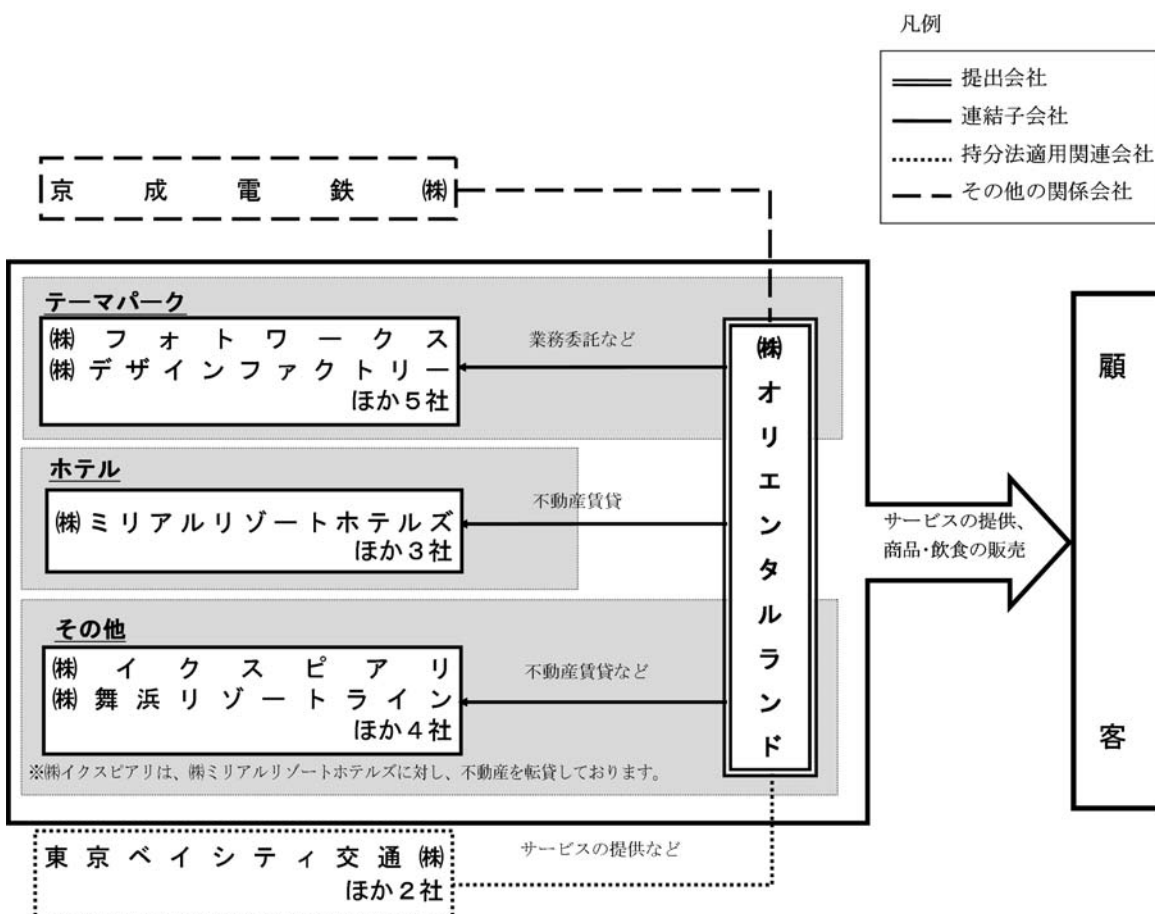 凡例
提出会社
連結子会社
持分法適用関連会社
その他の関係会社
京成電鉄㈱
テーマパーク
㈱フォトワークス
㈱デザインファクトリー
ほか5社
業務委託など
ホテル
㈱ミリアルリゾートホテルズ
ほか3社
不動産賃貸
その他
㈱イクスピアリ
㈱舞浜リゾートライン
ほか4社
不動産賃貸など
※㈱イクスピアリは、㈱ミリアルリゾートホテルズに対し、不動産を転貸しております。
㈱オリエンタルランド
サービスの提供、
商品・飲食の販売
顧客
東京ベイシティ交通㈱
ほか2社
サービスの提供など